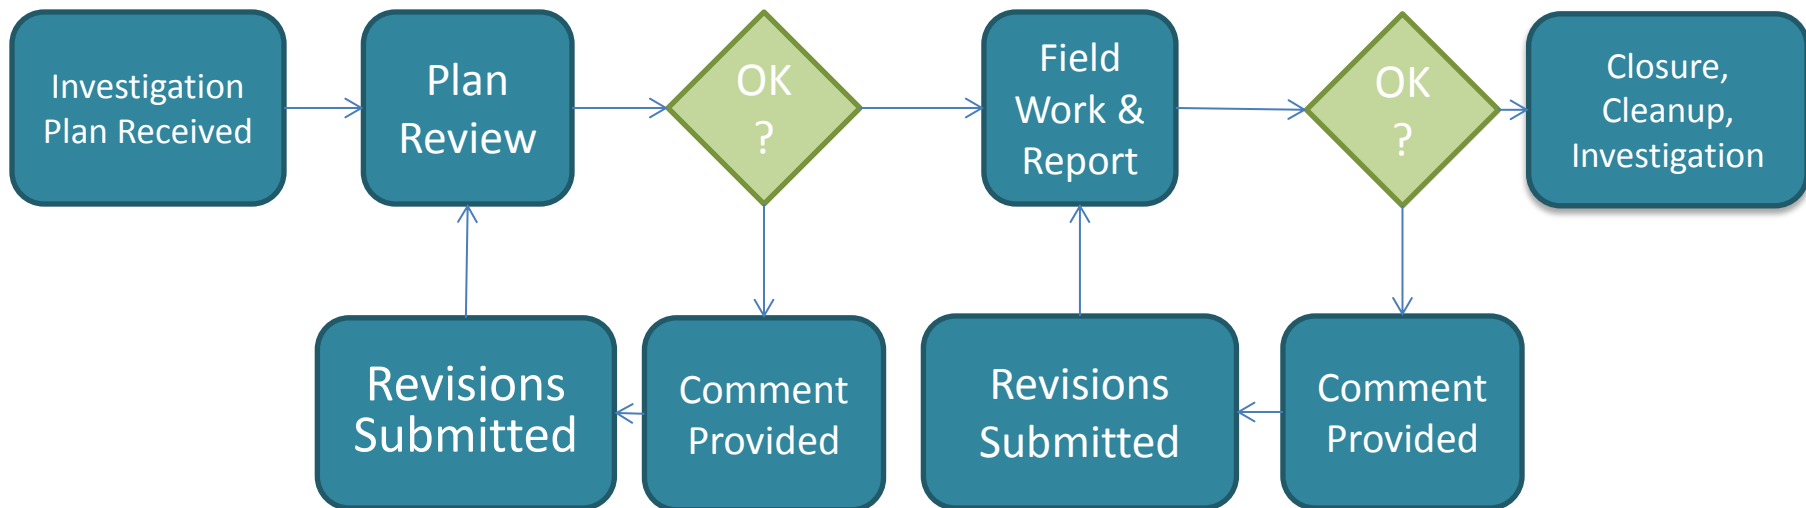 Investigation
Plan Received
Plan
Review
OK
?
Field
Work &
Report
OK
?
Closure,
Cleanup,
Investigation
Revisions
Submitted
Comment
Provided
Revisions
Submitted
Comment
Provided